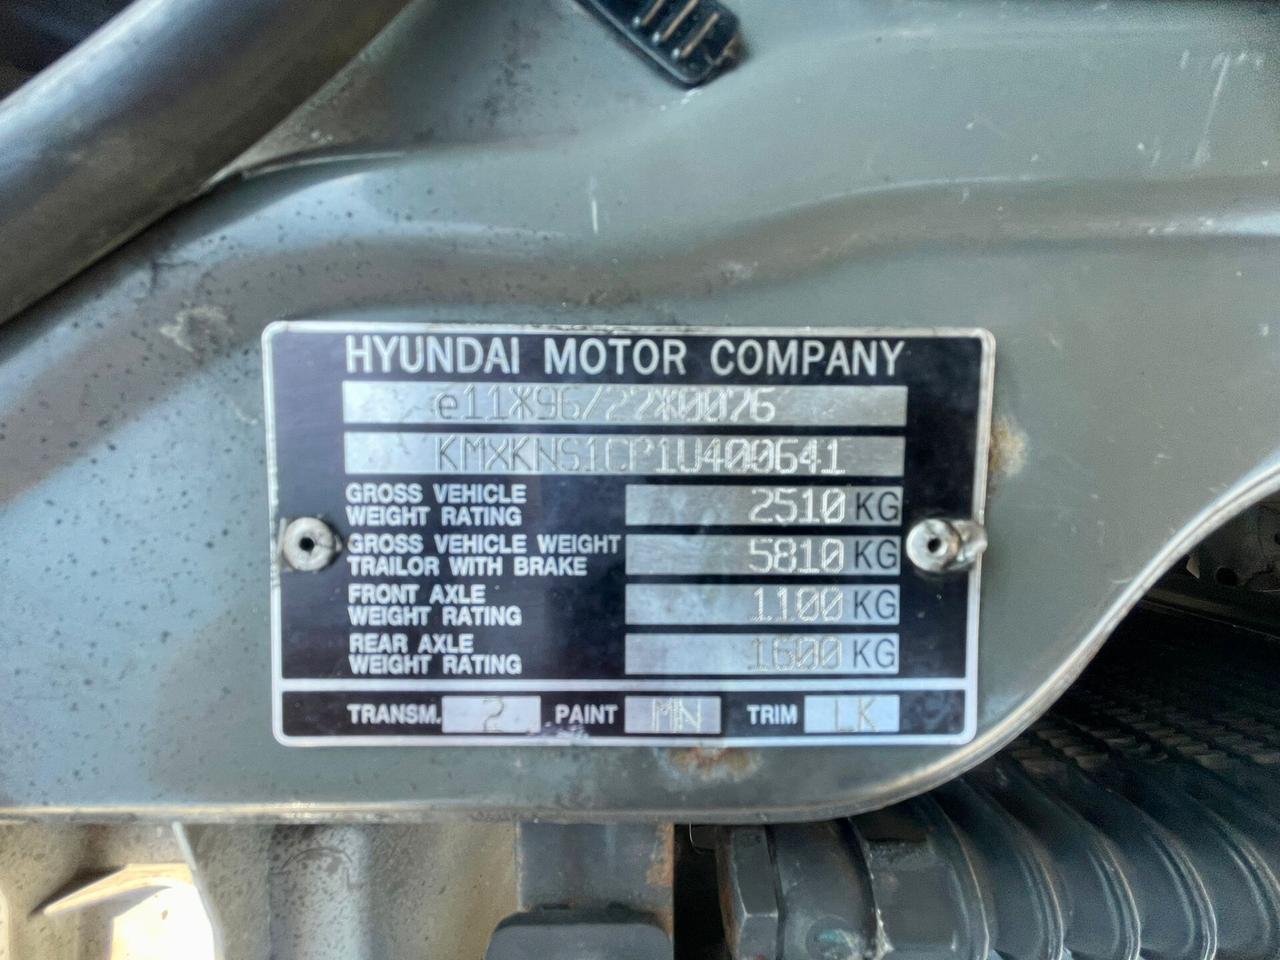 HYUNDAI MOTOR COMPANY
e11*96/27*0076
KMXKNS1CP1U400641
GROSS VEHICLE WEIGHT RATING 2510 KG
GROSS VEHICLE WEIGHT TRAILOR WITH BRAKE 5810 KG
FRONT AXLE WEIGHT RATING 1100 KG
REAR AXLE WEIGHT RATING 1600 KG
TRANSM. 2 PAINT MN TRIM LK